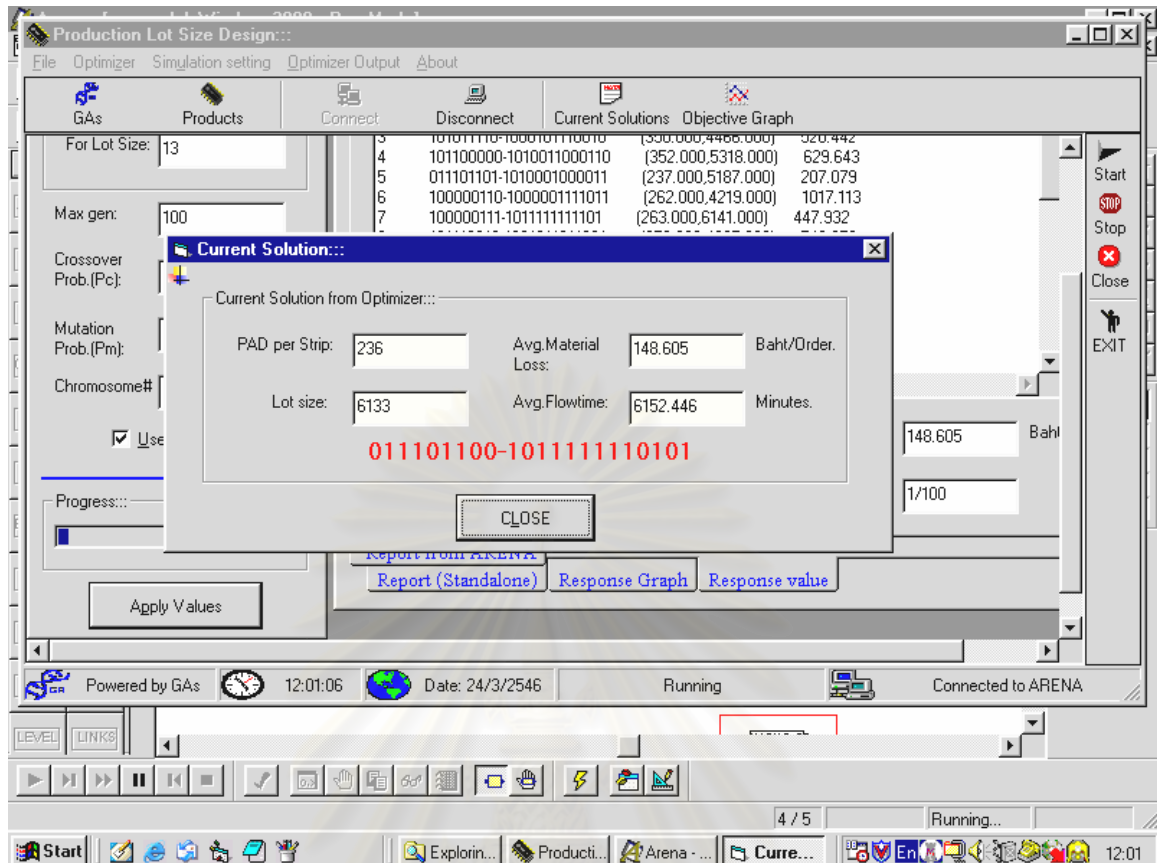 Production Lot Size Design:::
File Optimizer Simulation setting Optimizer Output About
GAs Products Connect Disconnect Current Solutions Objective Graph
For Lot Size: 13
Max gen: 100
Crossover
Prob.(Pc):
Mutation
Prob.(Pm):
Chromosome#
Progress:::
Apply Values
4 101100000-1010011000110 (352.000,5318.000) 629.643
5 011101101-1010001000011 (237.000,5187.000) 207.079
6 100000110-1000001111011 (262.000,4219.000) 1017.113
7 100000111-1011111111101 (263.000,6141.000) 447.932
Current Solution:::
Current Solution from Optimizer:::
PAD per Strip: 236 Avg.Material
Loss: 148.605 Baht/Order.
Lot size: 6133 Avg.Flowtime: 6152.446 Minutes.
011101100-1011111110101
CLOSE
148.605
1/100
Report from ARENA
Report (Standalone) Response Graph Response value
Start
Stop
Close
EXIT
Powered by GAs 12:01:06 Date: 24/3/2546 Running Connected to ARENA
LEVEL LINKS
4 / 5 Running...
Start Explorin... Producti... Arena - ... Curre... En 12:01